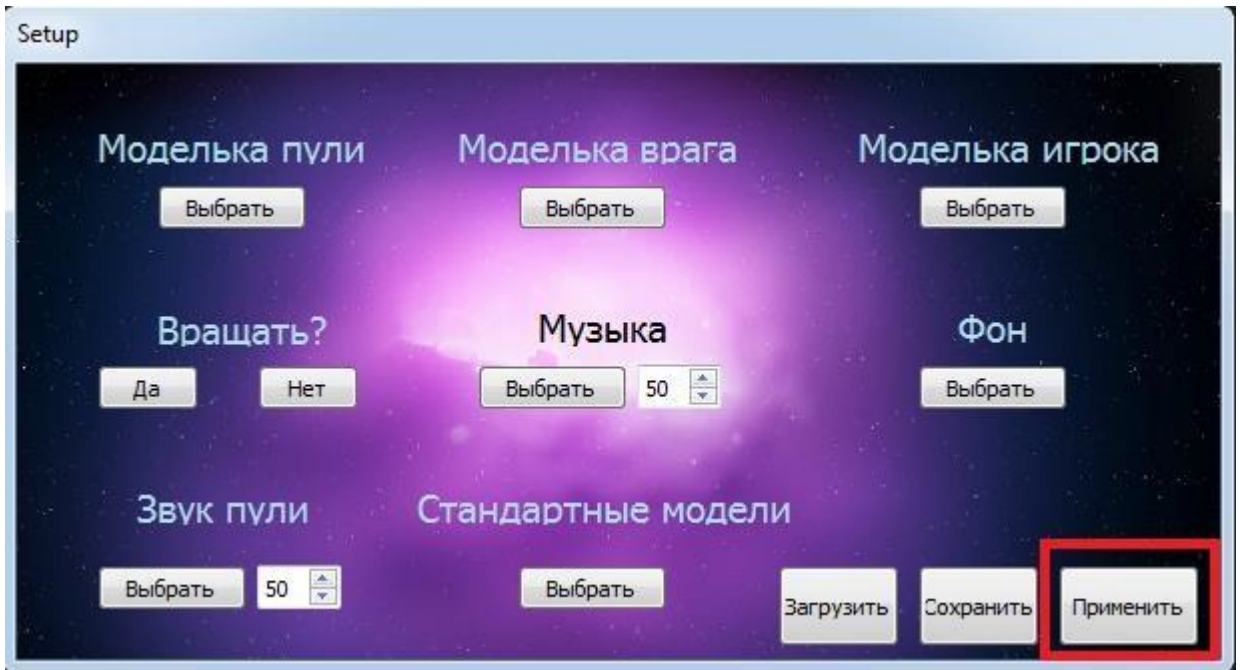 Setup
Моделька пули Моделька врага Моделька игрока
Выбрать Выбрать Выбрать
Вращать? Музыка Фон
Да Нет Выбрать 50 Выбрать
Звук пули Стандартные модели
Выбрать 50 Выбрать Загрузить Сохранить Применить